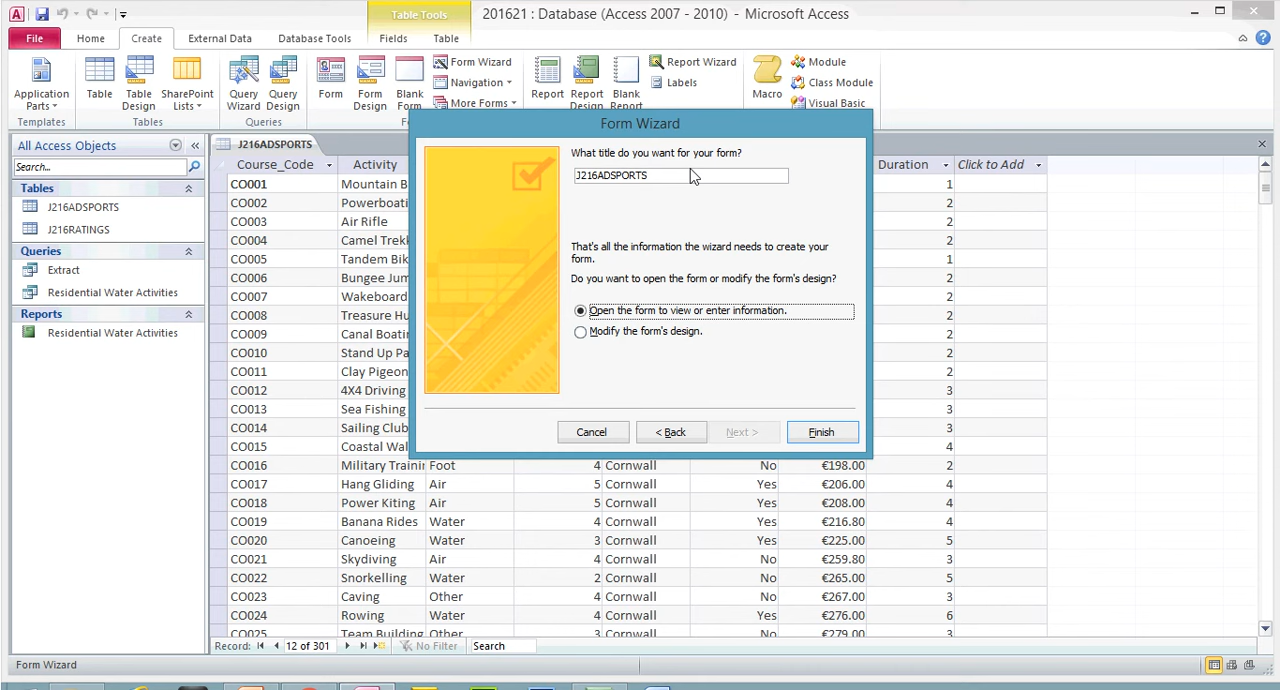 201621 : Database (Access 2007 - 2010) - Microsoft Access
Table Tools
File Home Create External Data Database Tools Fields Table
Application Parts
Table
Table Design
SharePoint Lists
Query Wizard
Query Design
Form
Form Design
Blank Form
Form Wizard
Navigation
More Forms
Report
Report Design
Blank Report
Report Wizard
Labels
Macro
Module
Class Module
Visual Basic
Templates Tables Queries
All Access Objects
Search...
Tables
J216ADSPORTS
J216RATINGS
Queries
Extract
Residential Water Activities
Reports
Residential Water Activities
J216ADSPORTS
Course_Code Activity Duration Click to Add
CO001 Mountain B 1
CO002 Powerboati 2
CO003 Air Rifle 2
CO004 Camel Trekk 2
CO005 Tandem Bik 1
CO006 Bungee Jum 2
CO007 Wakeboard 2
CO008 Treasure Hu 2
CO009 Canal Boatin 2
CO010 Stand Up Pa 2
CO011 Clay Pigeon 2
CO012 4X4 Driving 3
CO013 Sea Fishing 3
CO014 Sailing Club 3
CO015 Coastal Walk 4
CO016 Military Trainin Foot 4 Cornwall No €198.00 2
CO017 Hang Gliding Air 5 Cornwall Yes €206.00 4
CO018 Power Kiting Air 5 Cornwall Yes €208.00 4
CO019 Banana Rides Water 4 Cornwall Yes €216.80 4
CO020 Canoeing Water 3 Cornwall Yes €225.00 5
CO021 Skydiving Air 4 Cornwall No €259.80 3
CO022 Snorkelling Water 2 Cornwall No €265.00 5
CO023 Caving Other 4 Cornwall No €267.00 3
CO024 Rowing Water 4 Cornwall Yes €276.00 6
CO025 Team Building Other 3 Cornwall No €279.00 3
Record: 12 of 301 No Filter Search
Form Wizard
What title do you want for your form?
J216ADSPORTS
That's all the information the wizard needs to create your
form.
Do you want to open the form or modify the form's design?
Open the form to view or enter information.
Modify the form's design.
Cancel < Back Next > Finish
Form Wizard